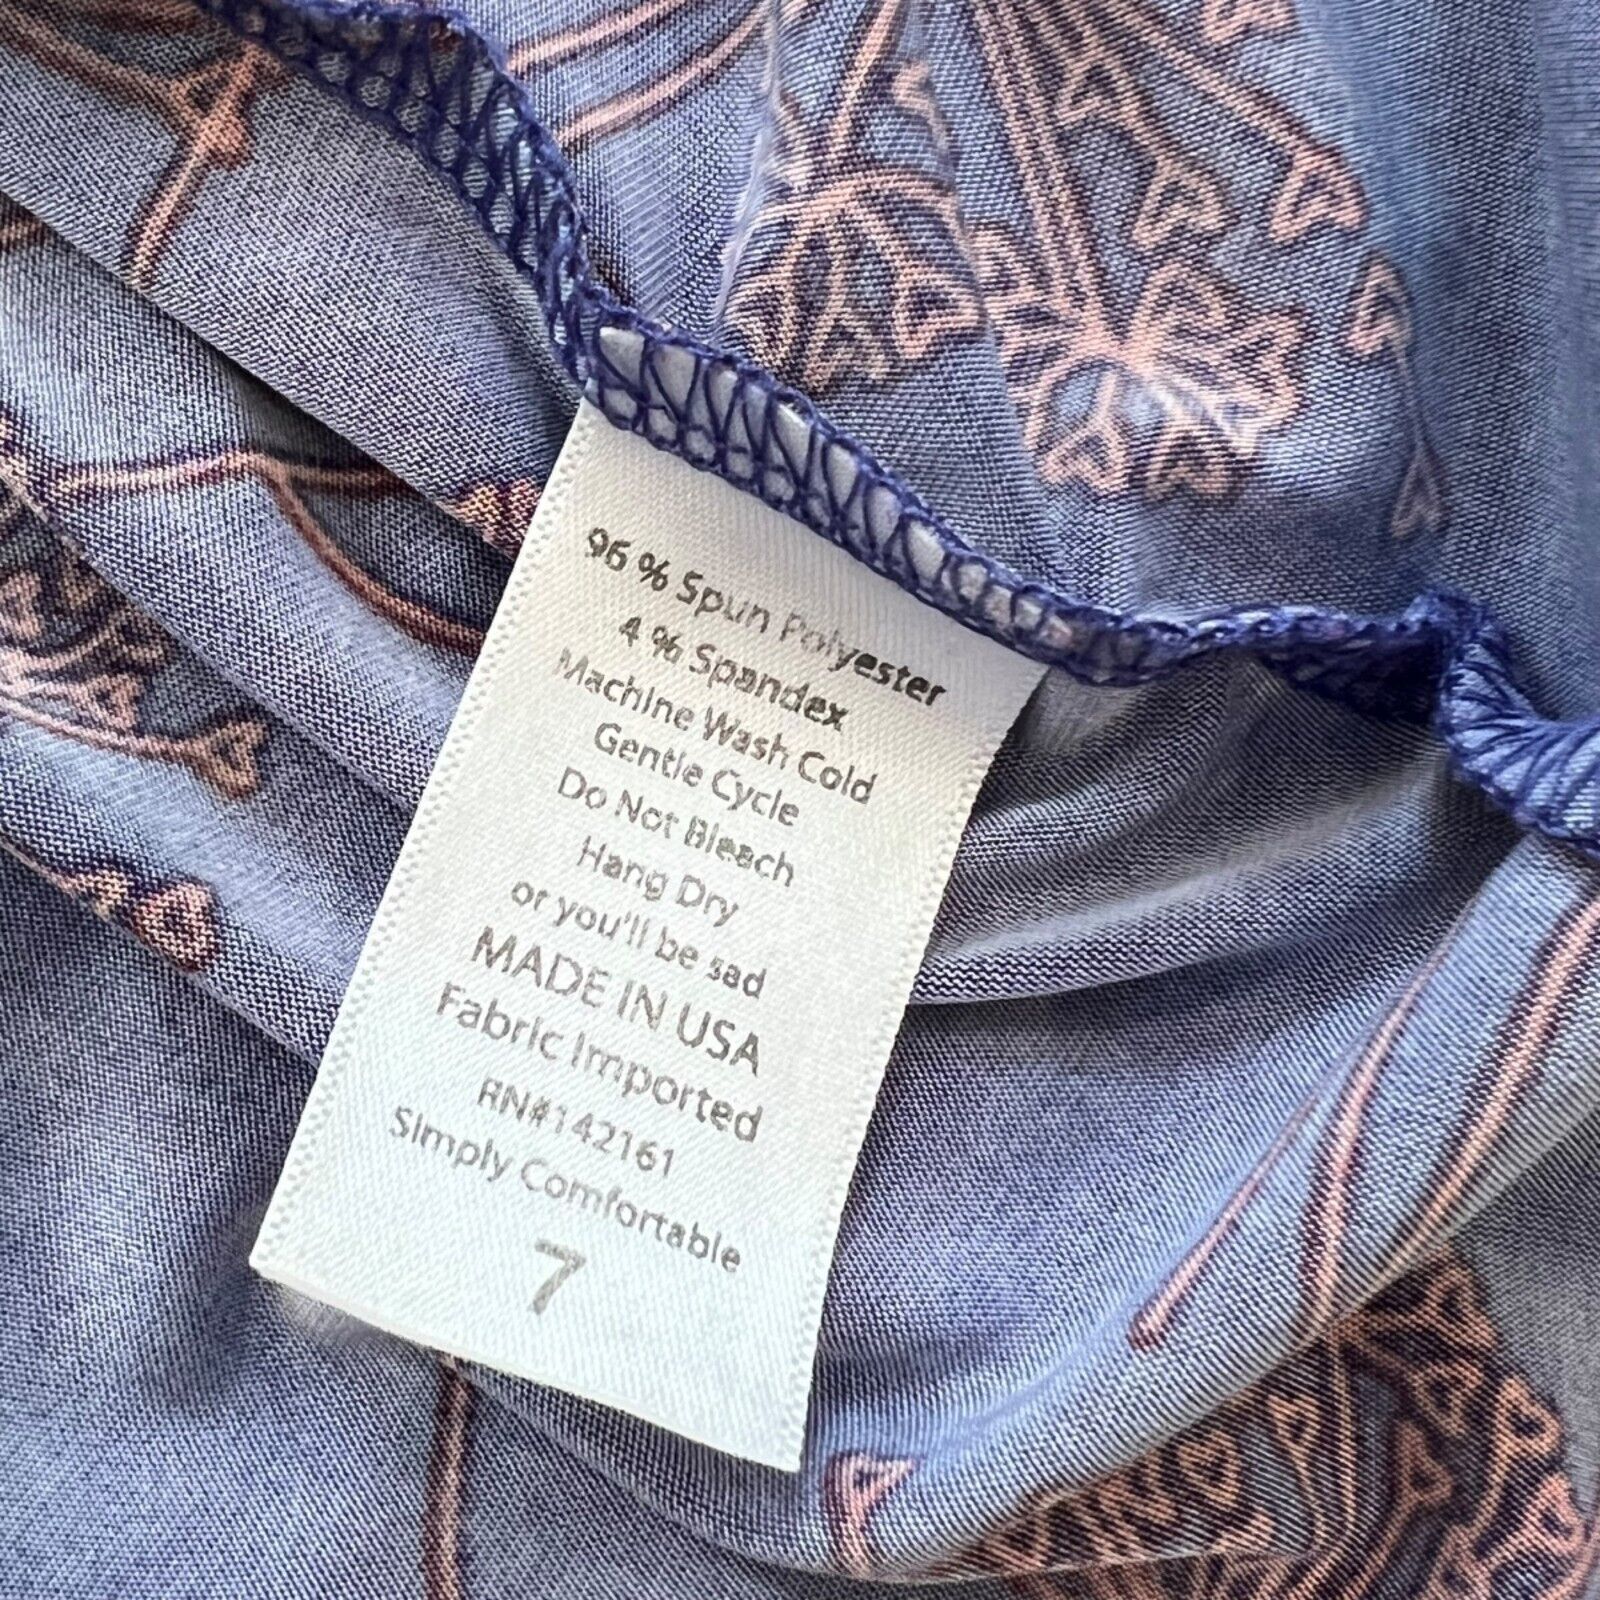 96 % Spun Polyester
4 % Spandex
Machine Wash Cold
Gentle Cycle
Do Not Bleach
Hang Dry
or you'll be sad
MADE IN USA
Fabric Imported
RN#142161
Simply Comfortable
7